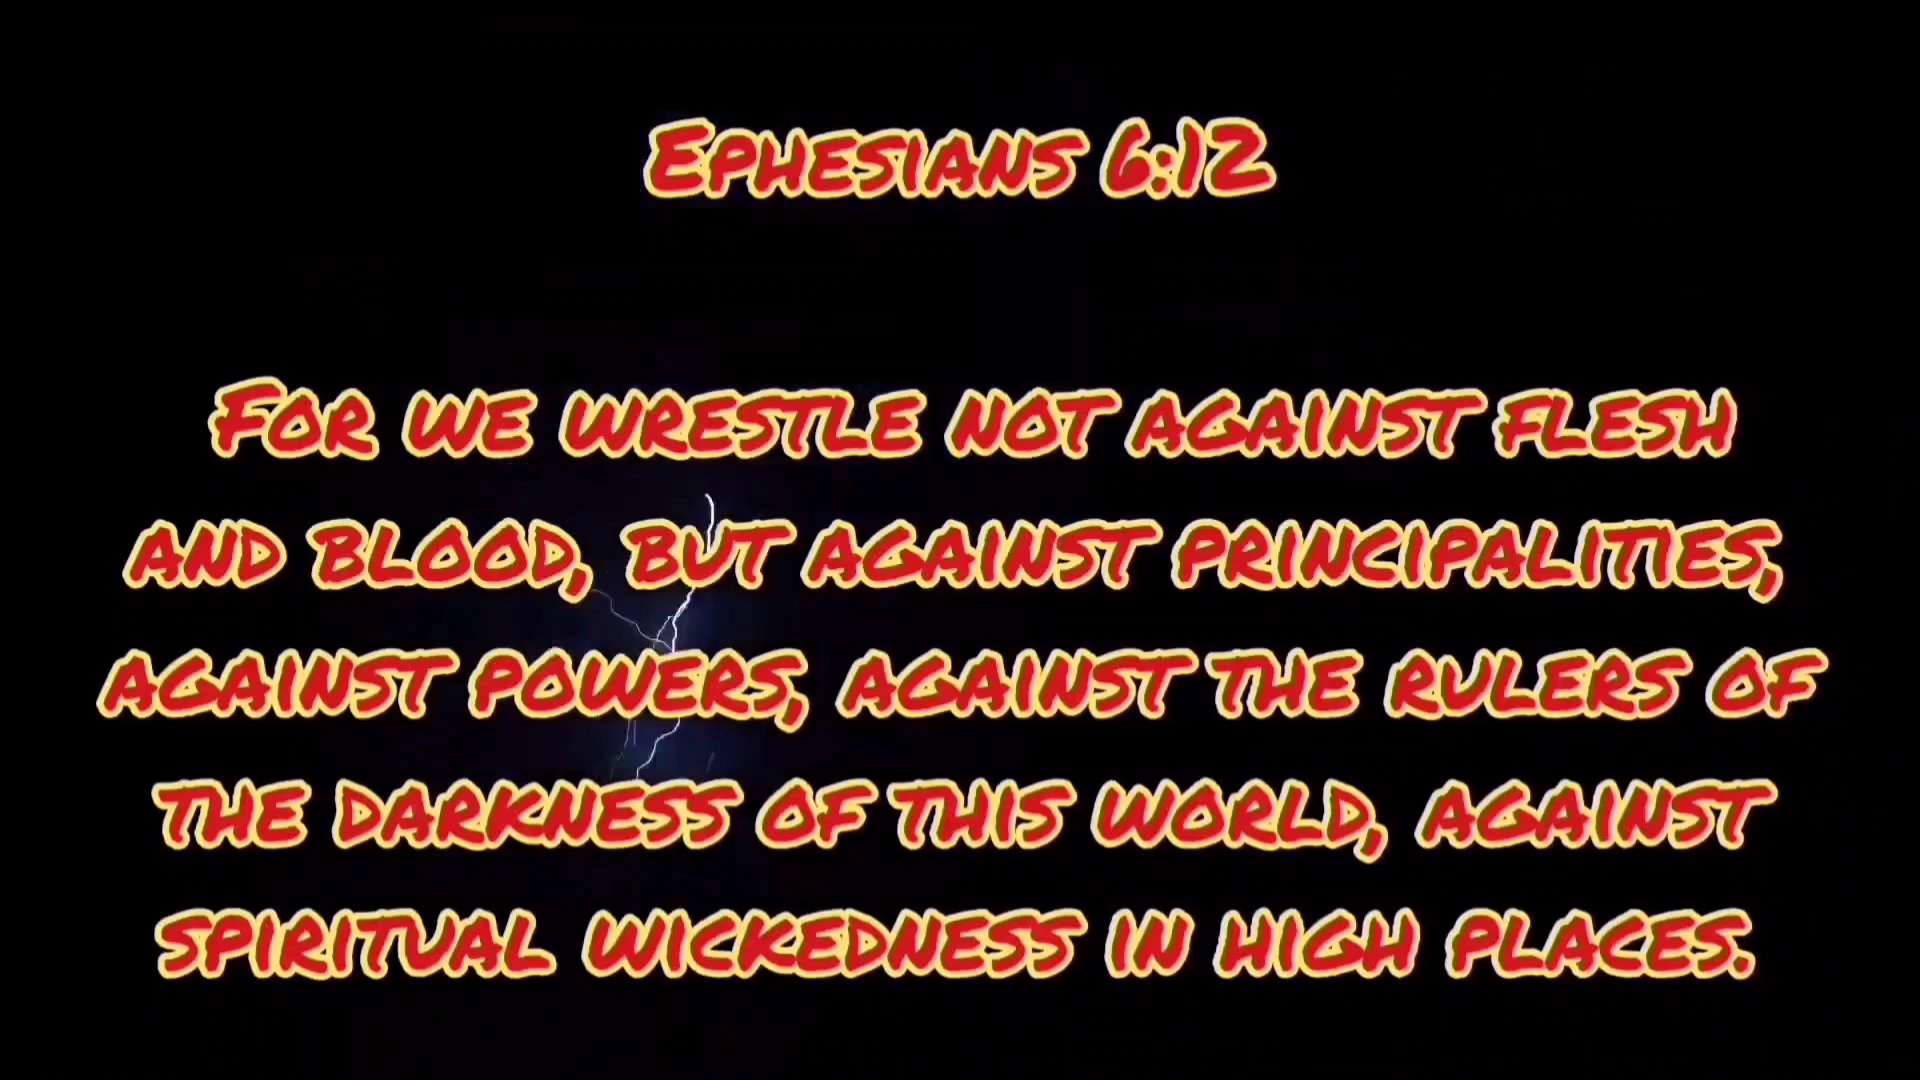 Ephesians 6:12
For we wrestle not against flesh
and blood, but against principalities,
against powers, against the rulers of
the darkness of this world, against
spiritual wickedness in high places.